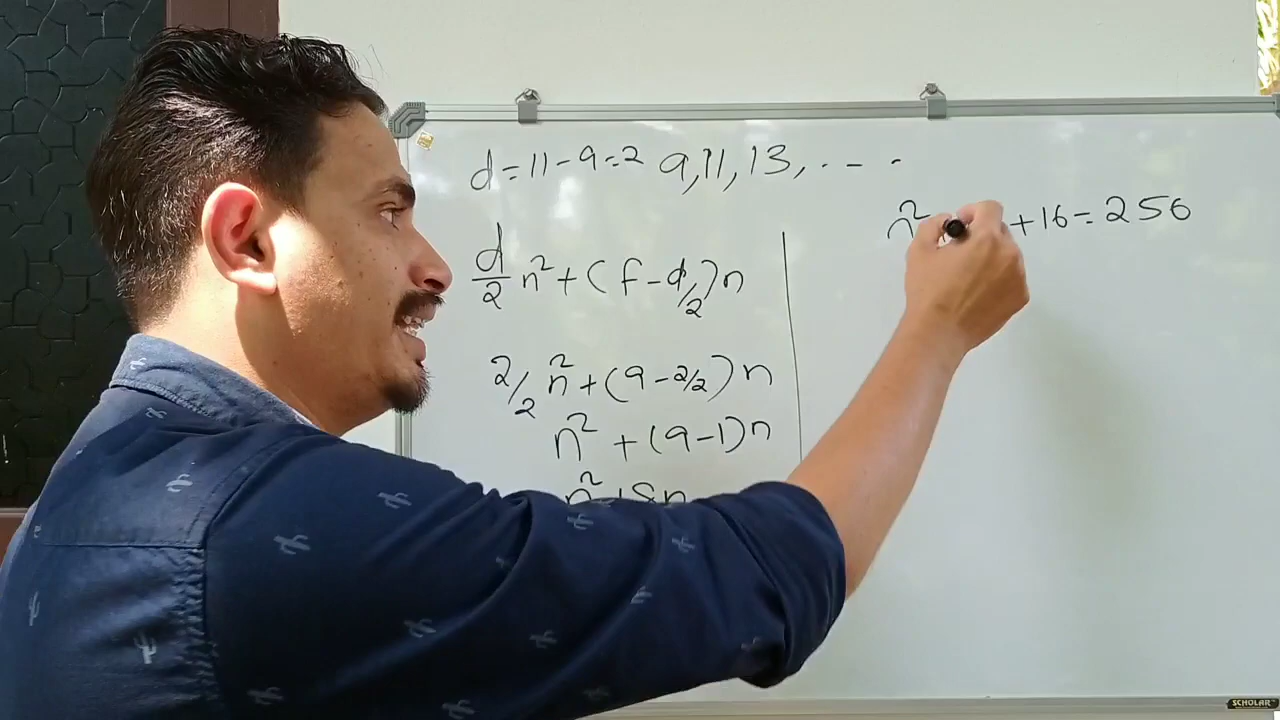 d = 11 - 9 = 2 9, 11, 13, . - -
d/2 n² + (f - d/2) n
2/2 n² + (9 - 2/2) n
n² + (9 - 1) n
n² + 8n
n² + 16 = 256
SCHOLAR